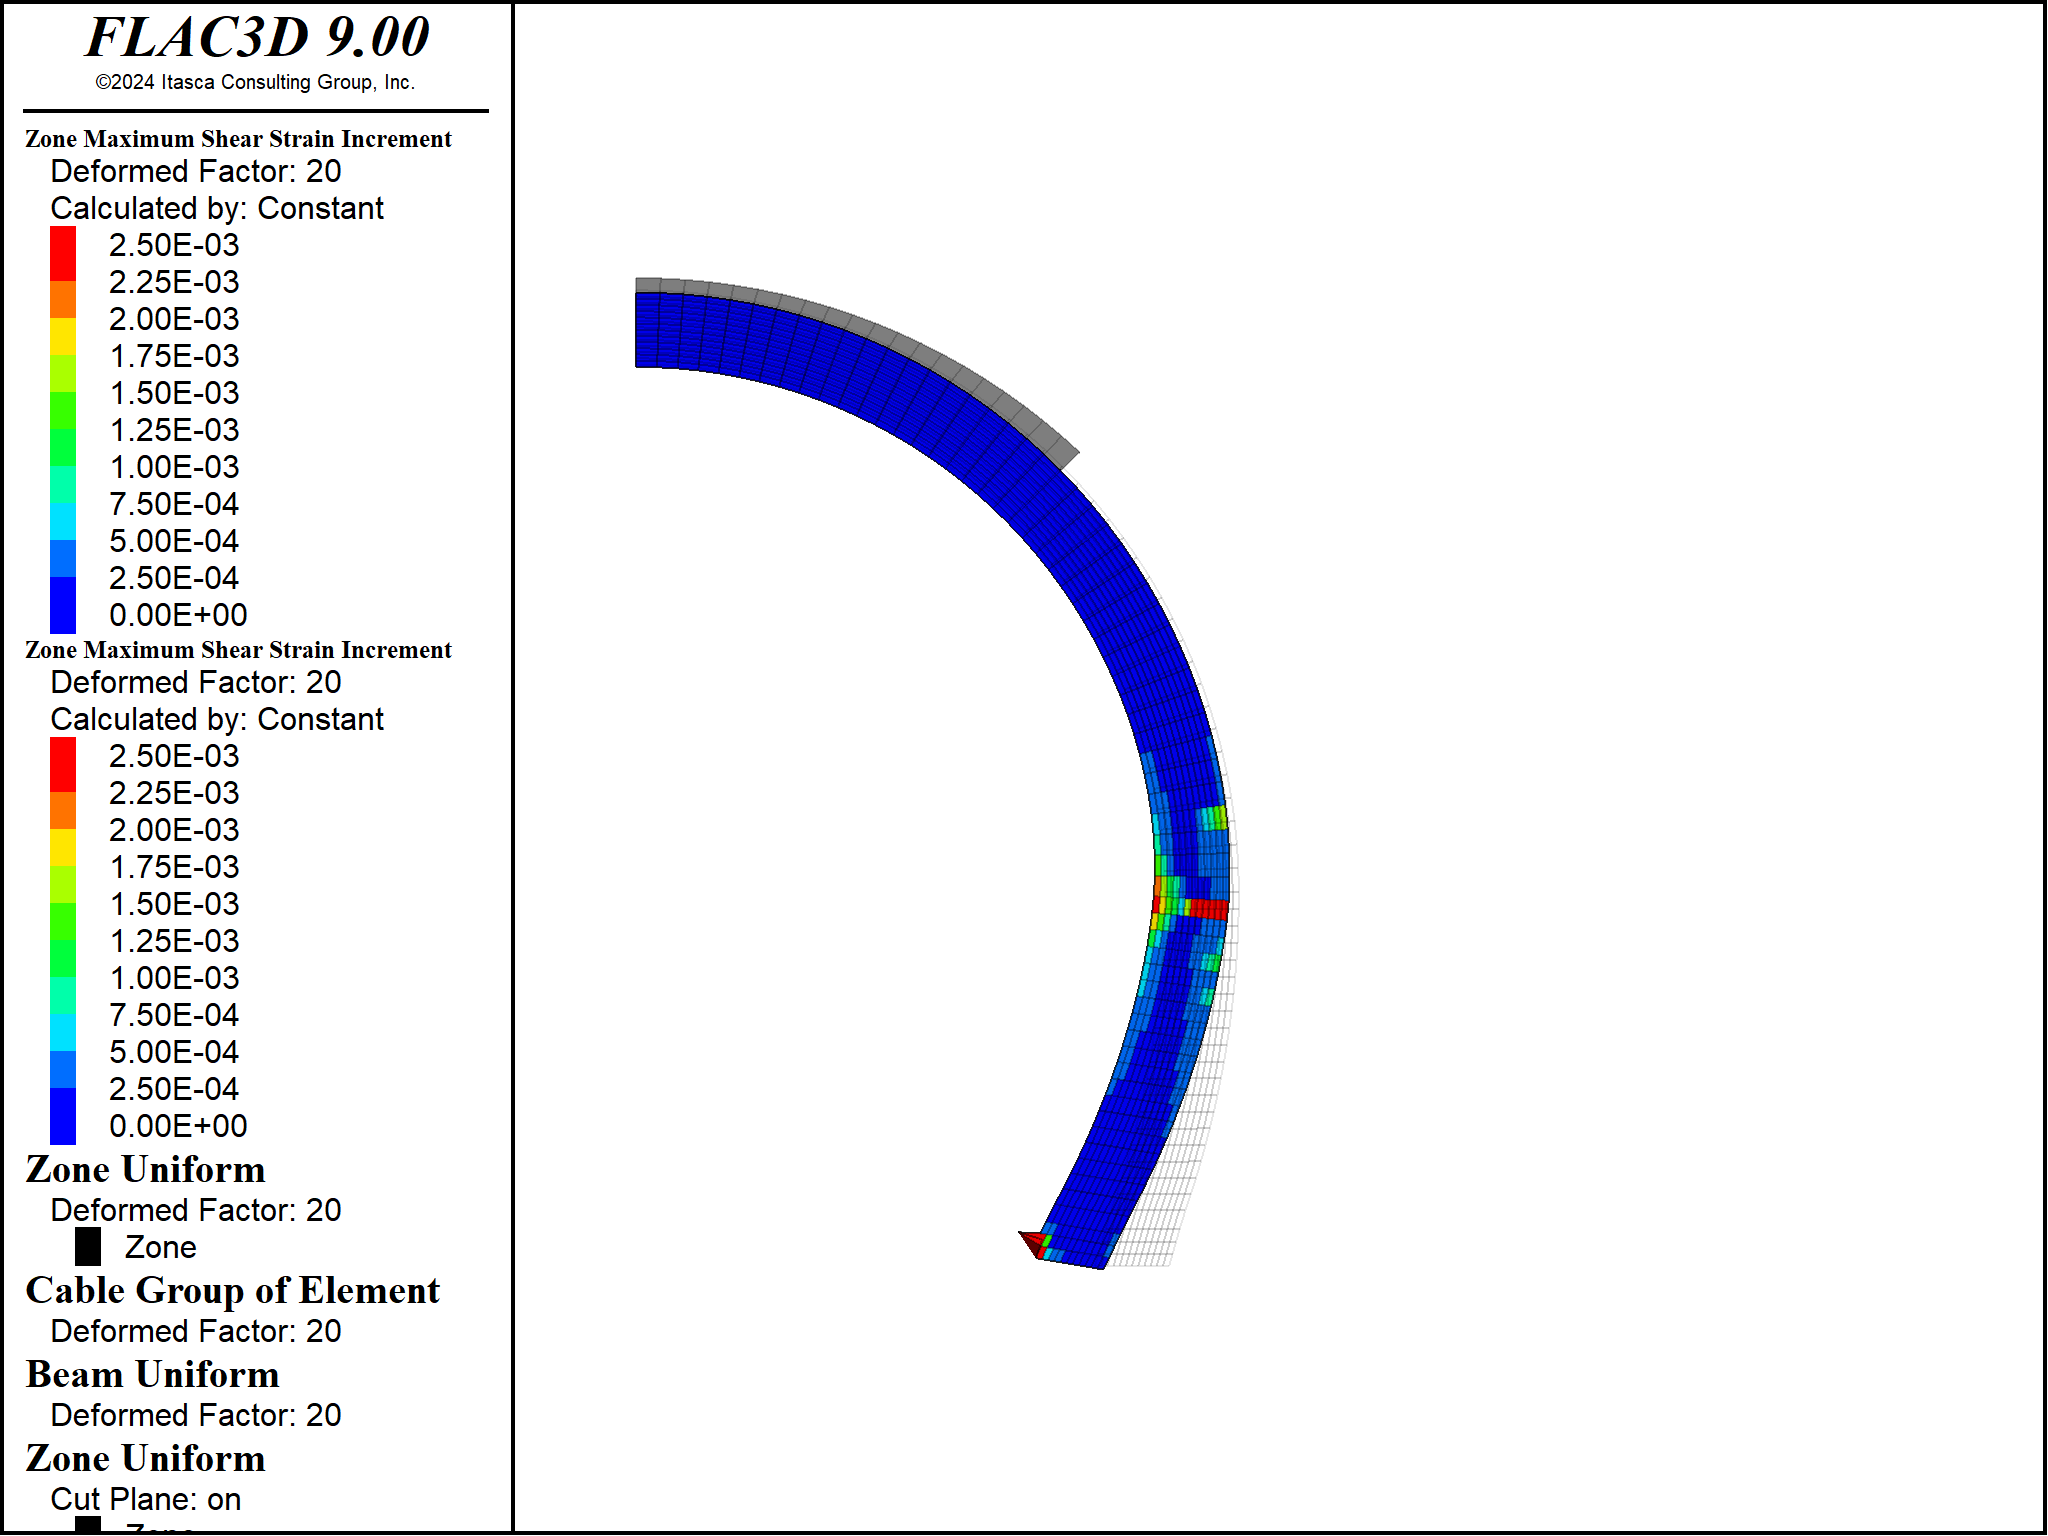 FLAC3D 9.00
©2024 Itasca Consulting Group, Inc.
Zone Maximum Shear Strain Increment
Deformed Factor: 20
Calculated by: Constant
2.50E-03
2.25E-03
2.00E-03
1.75E-03
1.50E-03
1.25E-03
1.00E-03
7.50E-04
5.00E-04
2.50E-04
0.00E+00
Zone Maximum Shear Strain Increment
Deformed Factor: 20
Calculated by: Constant
2.50E-03
2.25E-03
2.00E-03
1.75E-03
1.50E-03
1.25E-03
1.00E-03
7.50E-04
5.00E-04
2.50E-04
0.00E+00
Zone Uniform
Deformed Factor: 20
Zone
Cable Group of Element
Deformed Factor: 20
Beam Uniform
Deformed Factor: 20
Zone Uniform
Cut Plane: on